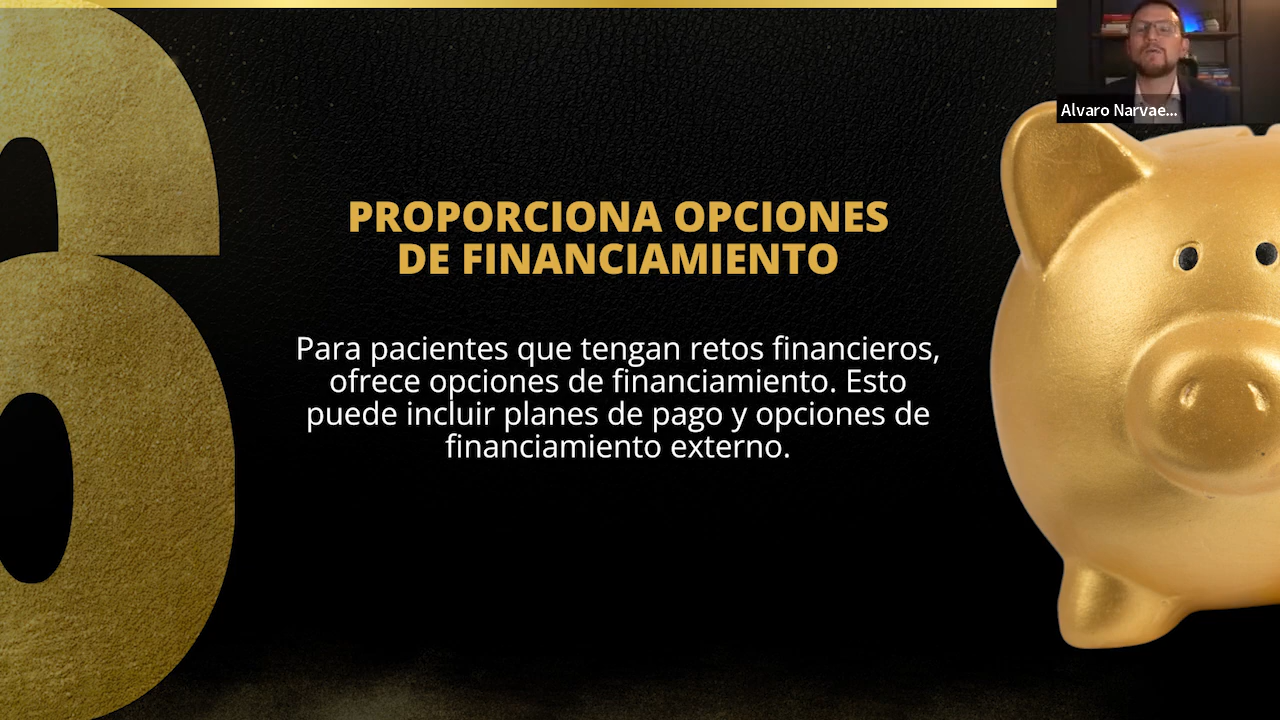 6
Alvaro Narvae...
PROPORCIONA OPCIONES
DE FINANCIAMIENTO
Para pacientes que tengan retos financieros,
ofrece opciones de financiamiento. Esto
puede incluir planes de pago y opciones de
financiamiento externo.